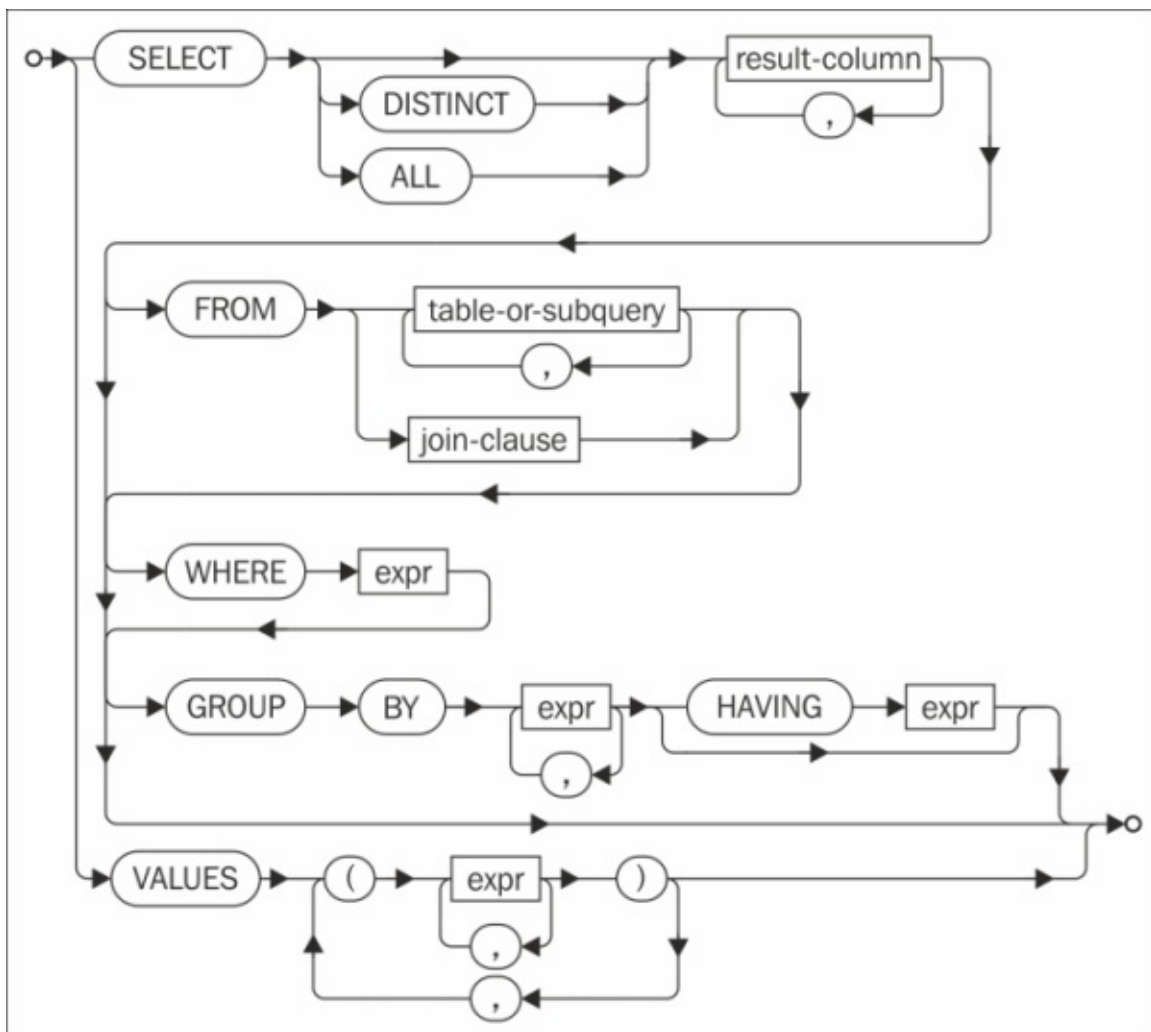 SELECT result-column
DISTINCT ,
ALL
FROM table-or-subquery
,
join-clause
WHERE expr
GROUP BY expr HAVING expr
,
VALUES ( expr )
,
,